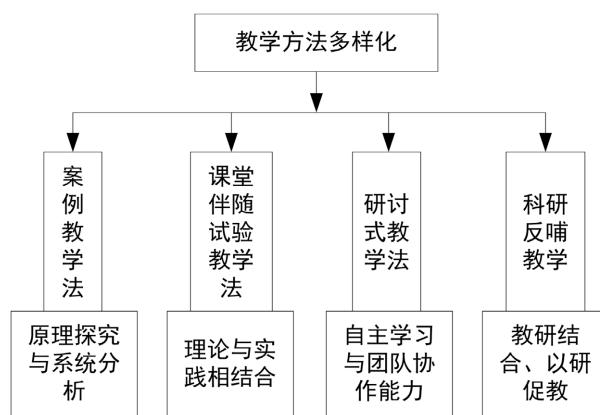 教学方法多样化
案
例
教
学
法
课堂
伴随
试验
教学
法
研讨
式教
学法
科研
反哺
教学
原理探究
与系统分
析
理论与实
践相结合
自主学习
与团队协
作能力
教研结
合、以研
促教